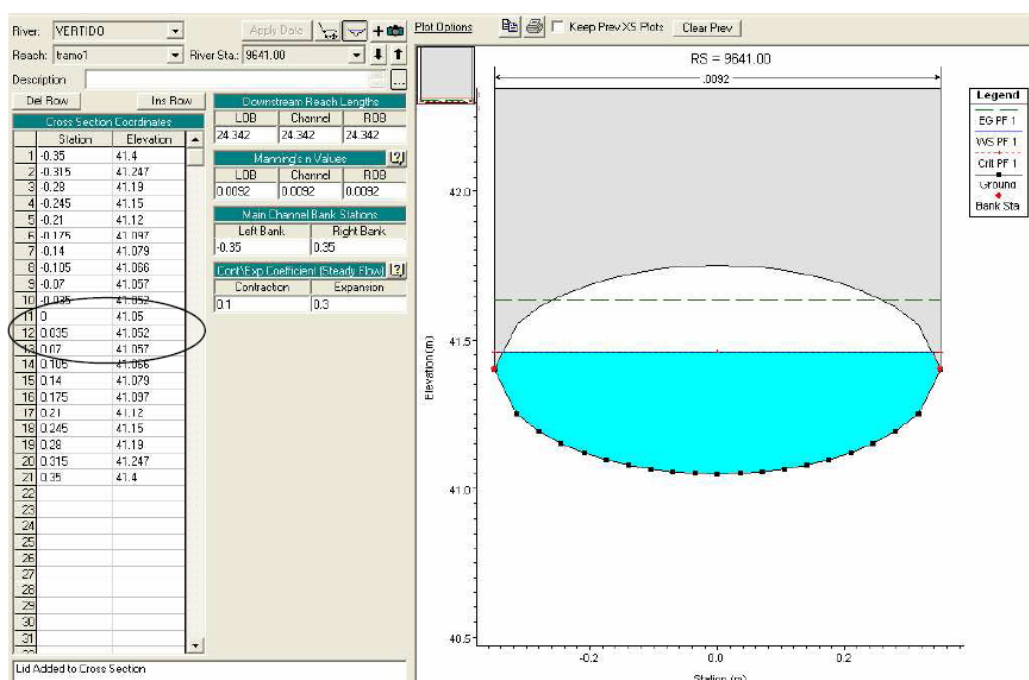 River: VERTIDO Apply Data + Plot Options Keep Prev XS Plots Clear Prev
Reach: tramo1 River Sta.: 9641.00
Description ...
Del Row Ins Row
Cross Section Coordinates
Station Elevation
1 -0.35 41.4
2 -0.315 41.247
3 -0.28 41.19
4 -0.245 41.15
5 -0.21 41.12
6 -0.175 41.097
7 -0.14 41.079
8 -0.105 41.066
9 -0.07 41.057
10 -0.035 41.052
11 0 41.05
12 0.035 41.052
13 0.07 41.057
14 0.105 41.066
15 0.14 41.079
16 0.175 41.097
17 0.21 41.12
18 0.245 41.15
19 0.28 41.19
20 0.315 41.247
21 0.35 41.4
22
23
24
25
26
27
28
29
30
31
Lid Added to Cross Section
Downstream Reach Lengths
LOB Channel ROB
24.342 24.342 24.342
Manning's n Values ?
LOB Channel ROB
0.0092 0.0092 0.0092
Main Channel Bank Stations
Left Bank Right Bank
-0.35 0.35
Cont\Exp Coefficient (Steady Flow) ?
Contraction Expansion
0.1 0.3
RS = 9641.00
.0092
42.0
41.5
41.0
40.5
Elevation (m)
-0.2 0.0 0.2
Station (m)
Legend
EG PF 1
WS PF 1
Crit PF 1
Ground
Bank Sta